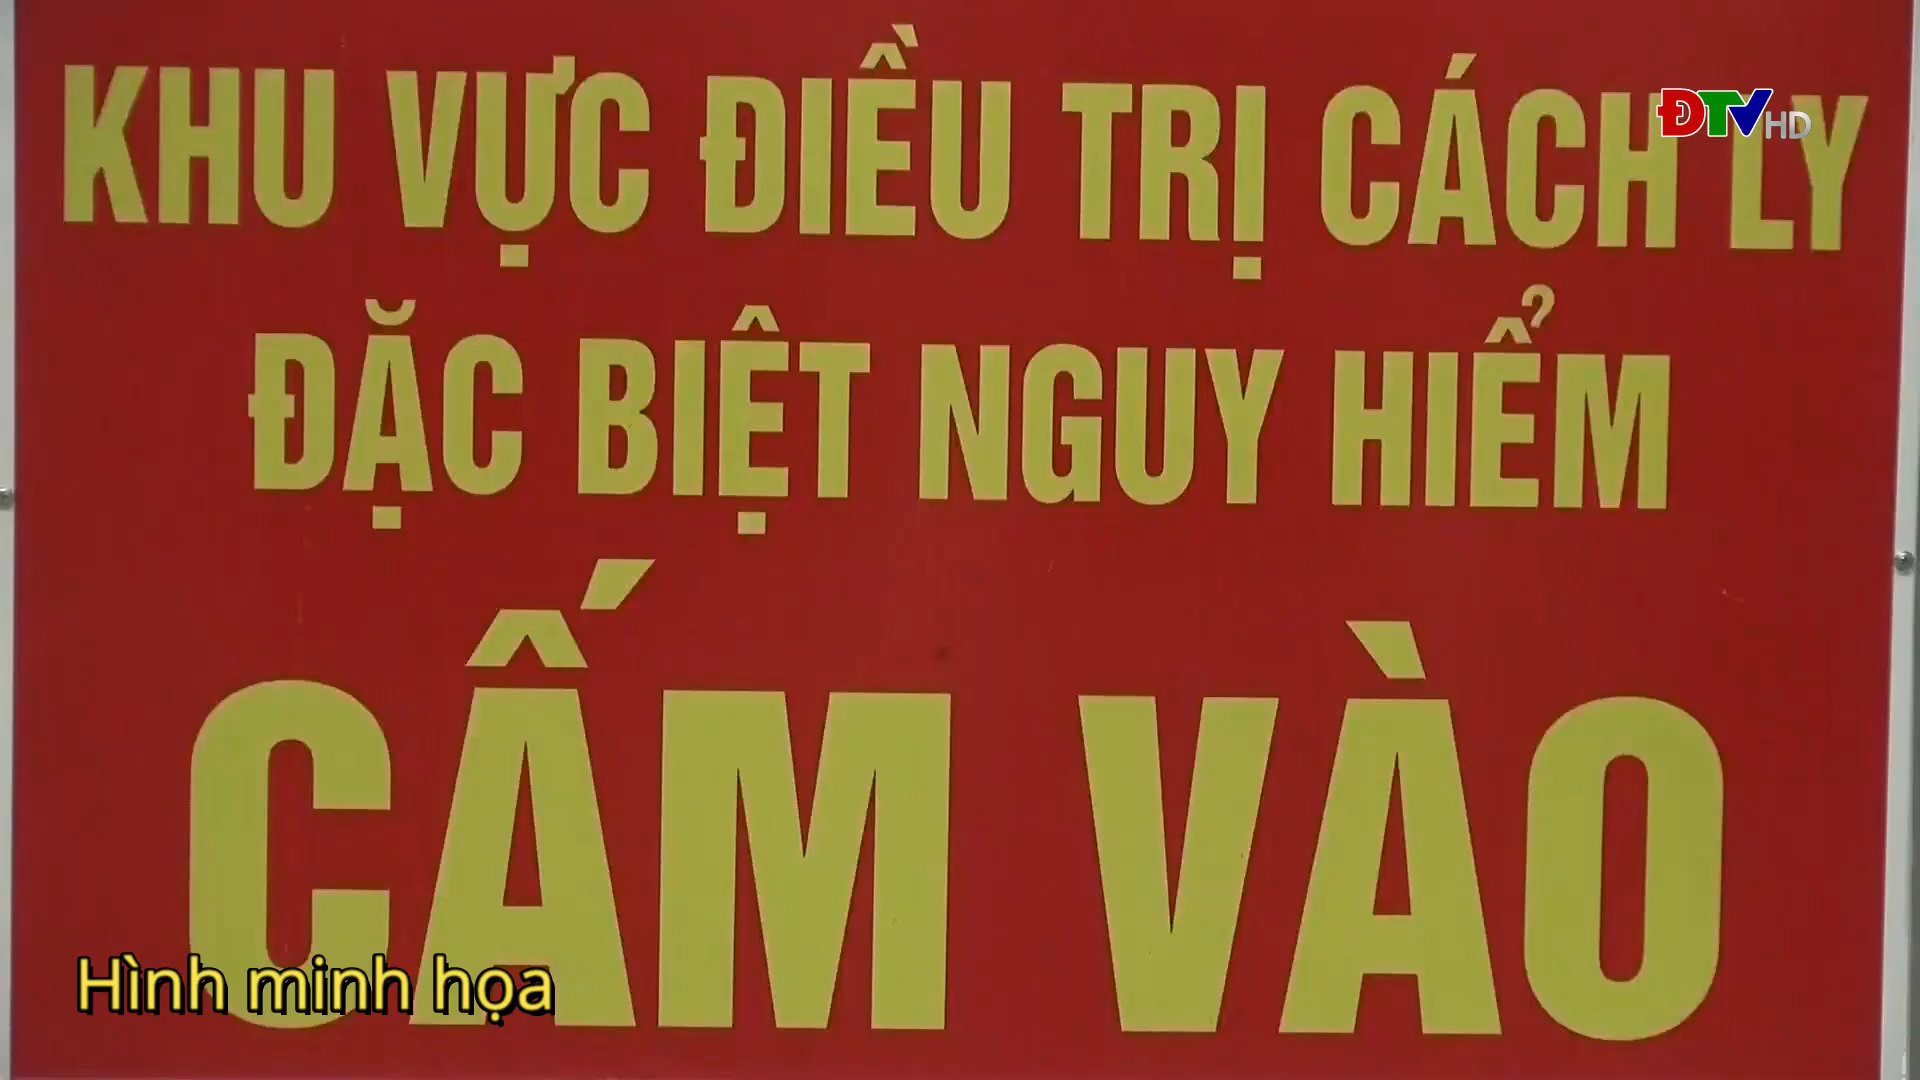 KHU VỰC ĐIỀU TRỊ CÁCH LY
ĐTV HD
ĐẶC BIỆT NGUY HIỂM
CẤM VÀO
Hình minh họa